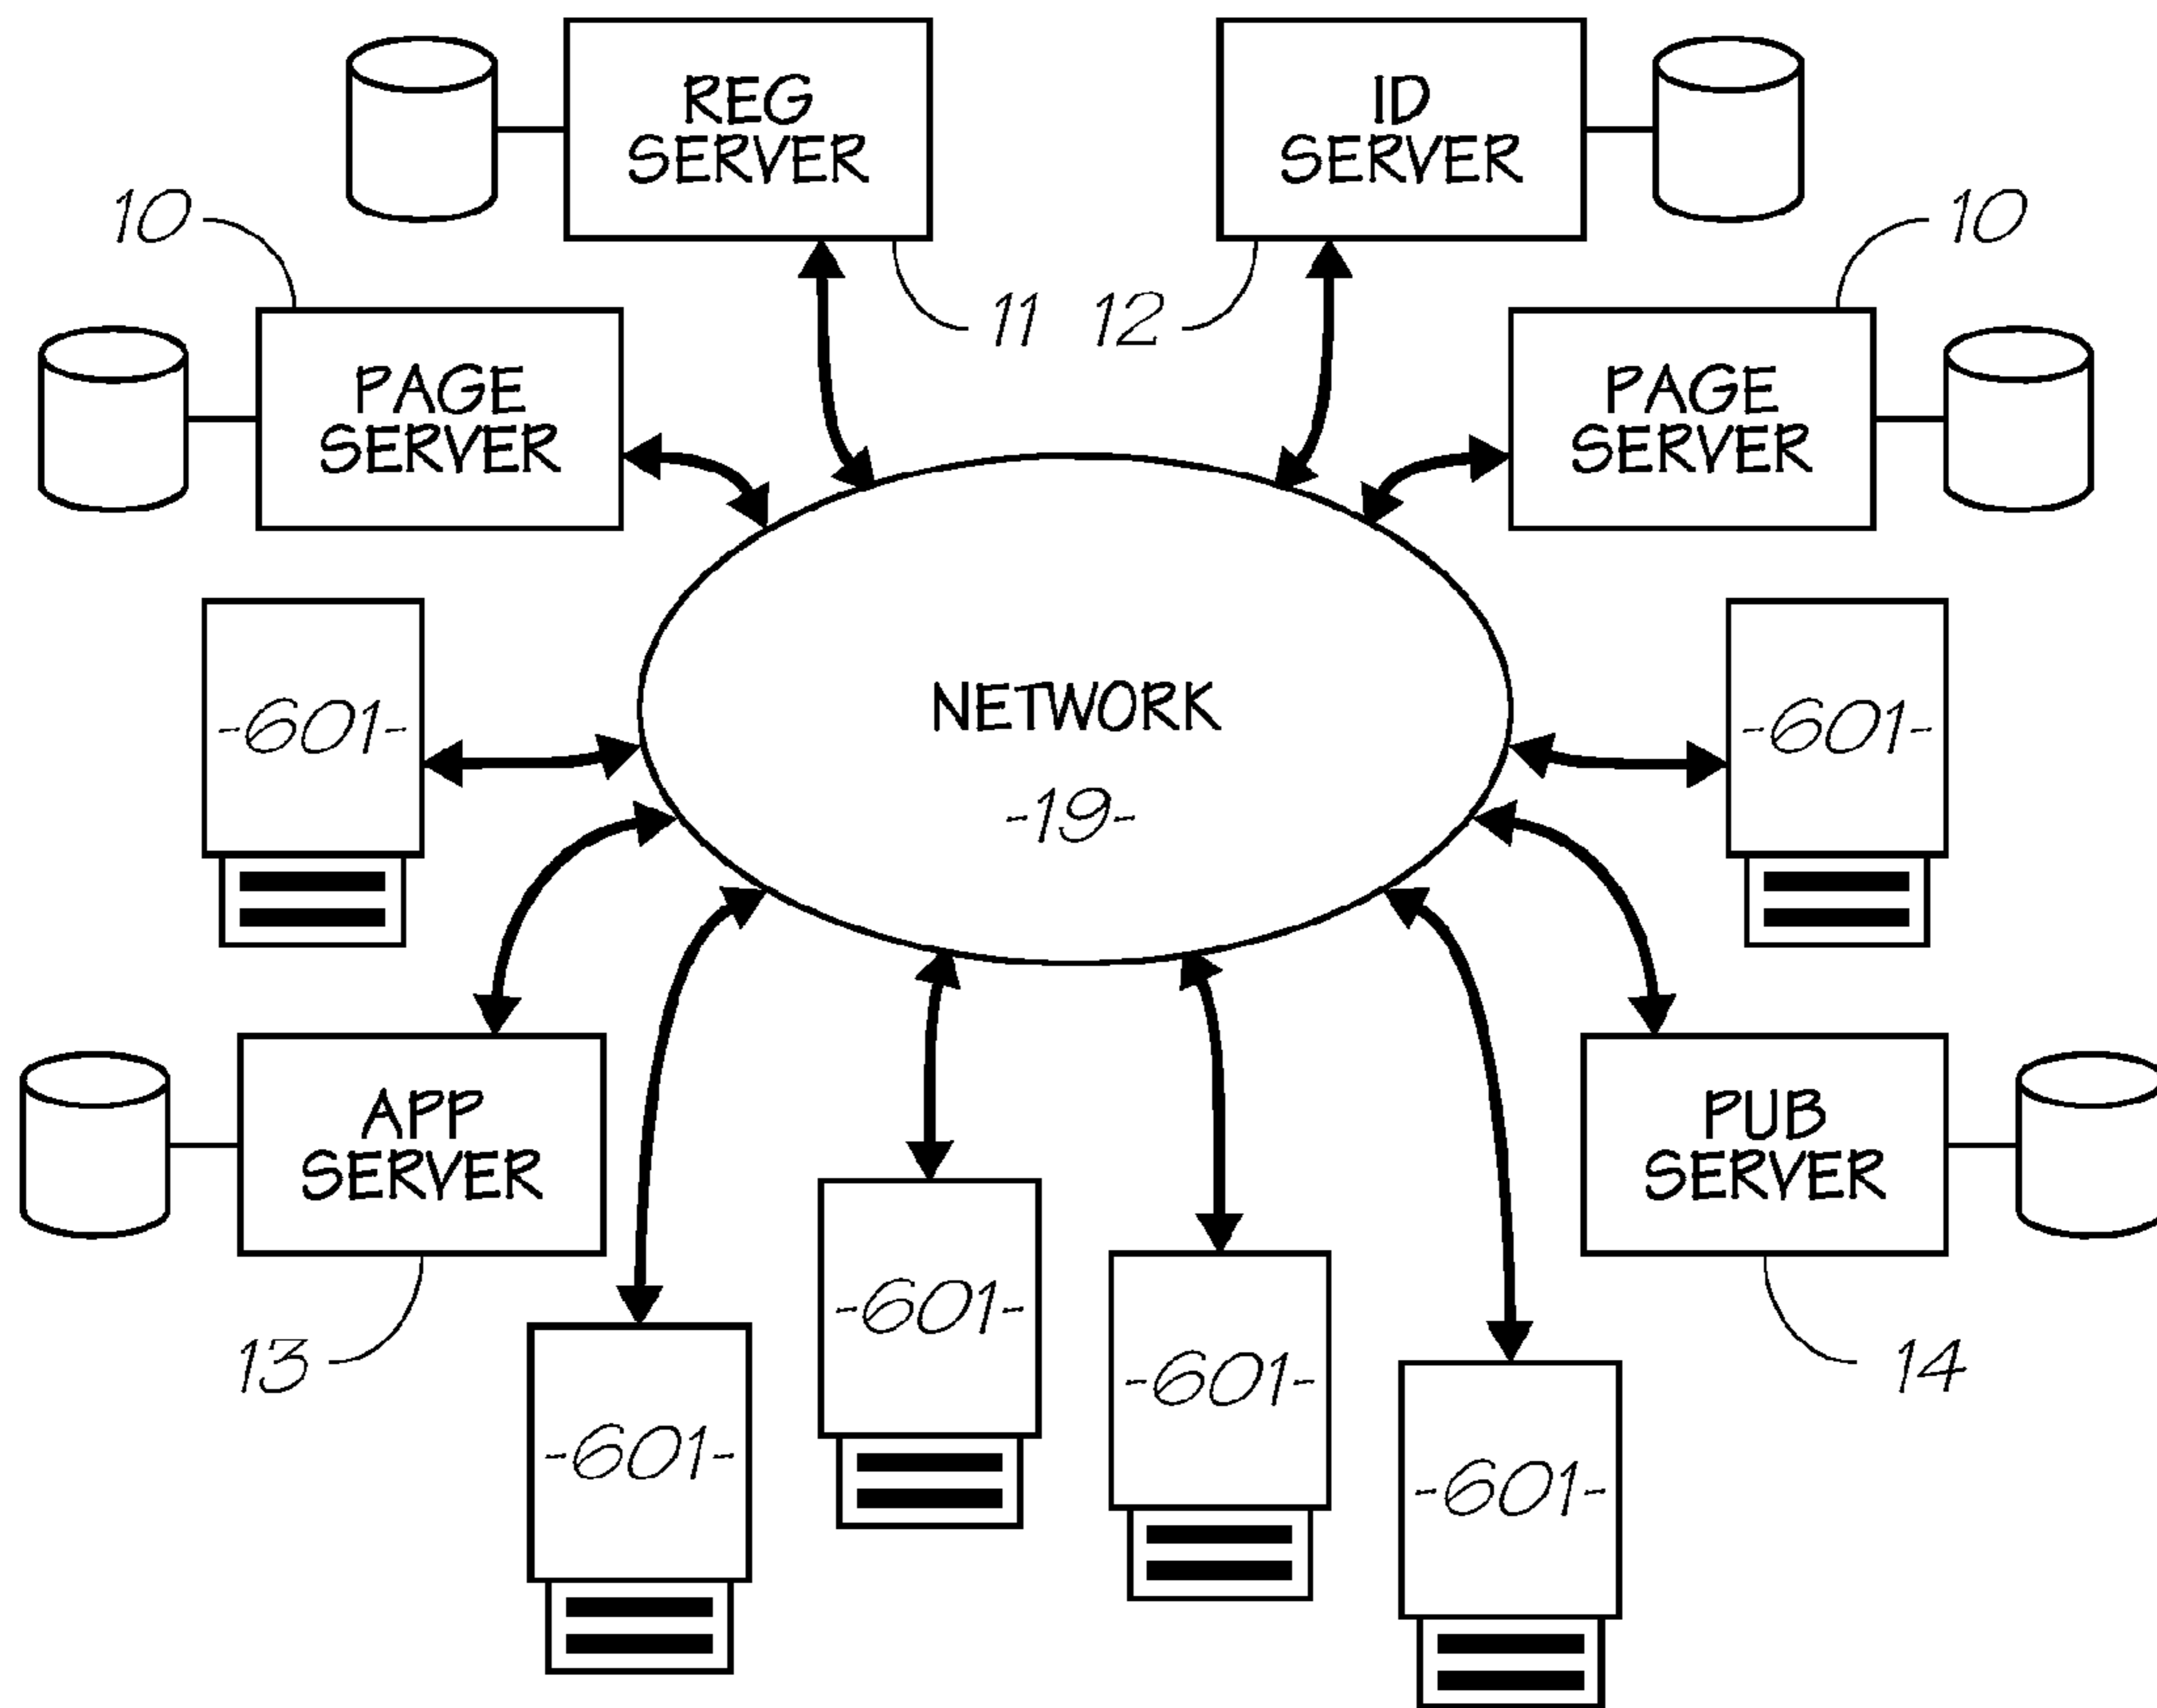 REG
SERVER
ID
SERVER
10
10
11
12
PAGE
SERVER
PAGE
SERVER
-601-
NETWORK
-19-
-601-
APP
SERVER
PUB
SERVER
13
-601-
-601-
-601-
-601-
14